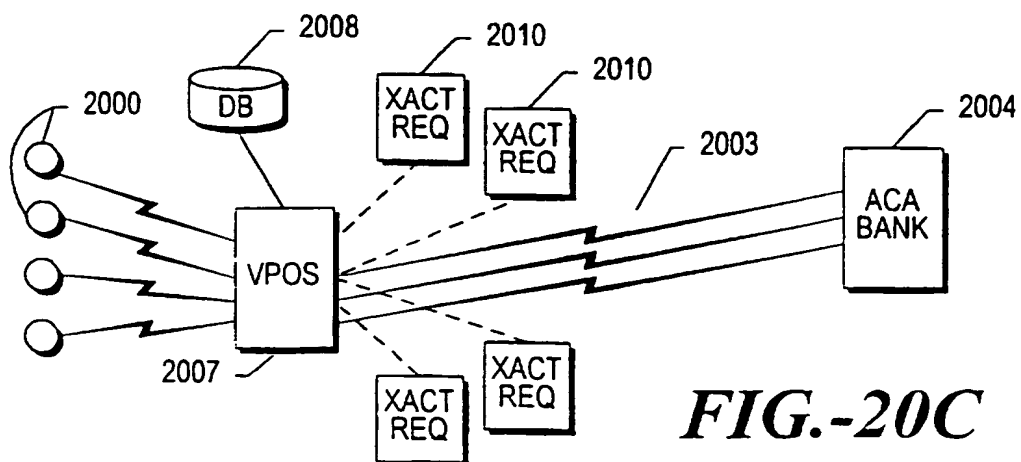 2008
2010
2010
2000
DB
XACT
REQ
XACT
REQ
2003
2004
ACA
BANK
VPOS
2007
XACT
REQ
XACT
REQ
FIG.-20C